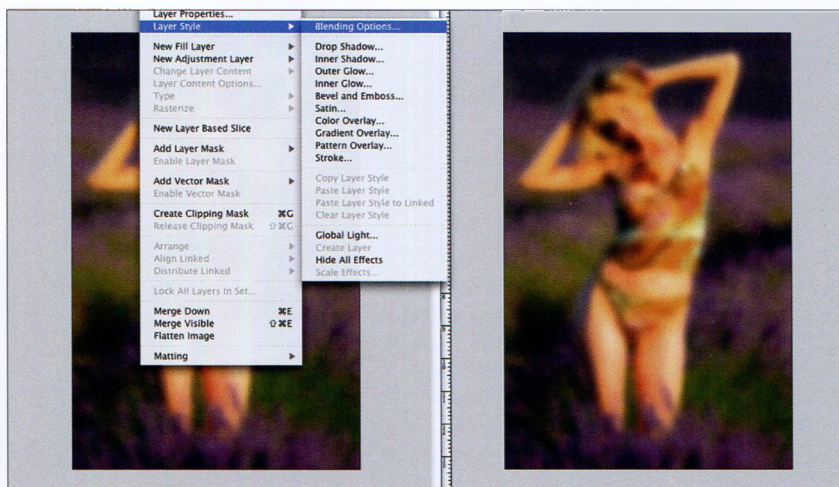 Layer Properties...
Layer Style
New Fill Layer
New Adjustment Layer
Change Layer Content
Layer Content Options...
Type
Rasterize
New Layer Based Slice
Add Layer Mask
Enable Layer Mask
Add Vector Mask
Enable Vector Mask
Create Clipping Mask ⌘G
Release Clipping Mask ⇧⌘G
Arrange
Align Linked
Distribute Linked
Lock All Layers In Set...
Merge Down ⌘E
Merge Visible ⇧⌘E
Flatten Image
Matting
Blending Options...
Drop Shadow...
Inner Shadow...
Outer Glow...
Inner Glow...
Bevel and Emboss...
Satin...
Color Overlay...
Gradient Overlay...
Pattern Overlay...
Stroke...
Copy Layer Style
Paste Layer Style
Paste Layer Style to Linked
Clear Layer Style
Global Light...
Create Layer
Hide All Effects
Scale Effects...